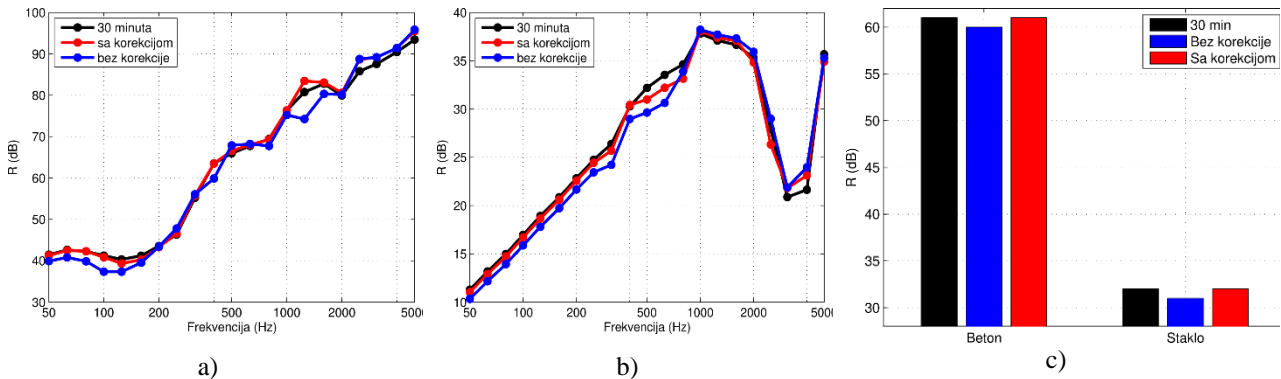 100
90
80
70
60
50
40
30
R (dB)
30 minuta
sa korekcijom
bez korekcije
50 100 200 500 1000 2000 5000
Frekvencija (Hz)
a)
40
35
30
25
20
15
10
R (dB)
30 minuta
sa korekcijom
bez korekcije
50 100 200 500 1000 2000 5000
Frekvencija (Hz)
b)
60
55
50
45
40
35
30
R (dB)
30 min
Bez korekcije
Sa korekcijom
Beton Staklo
c)